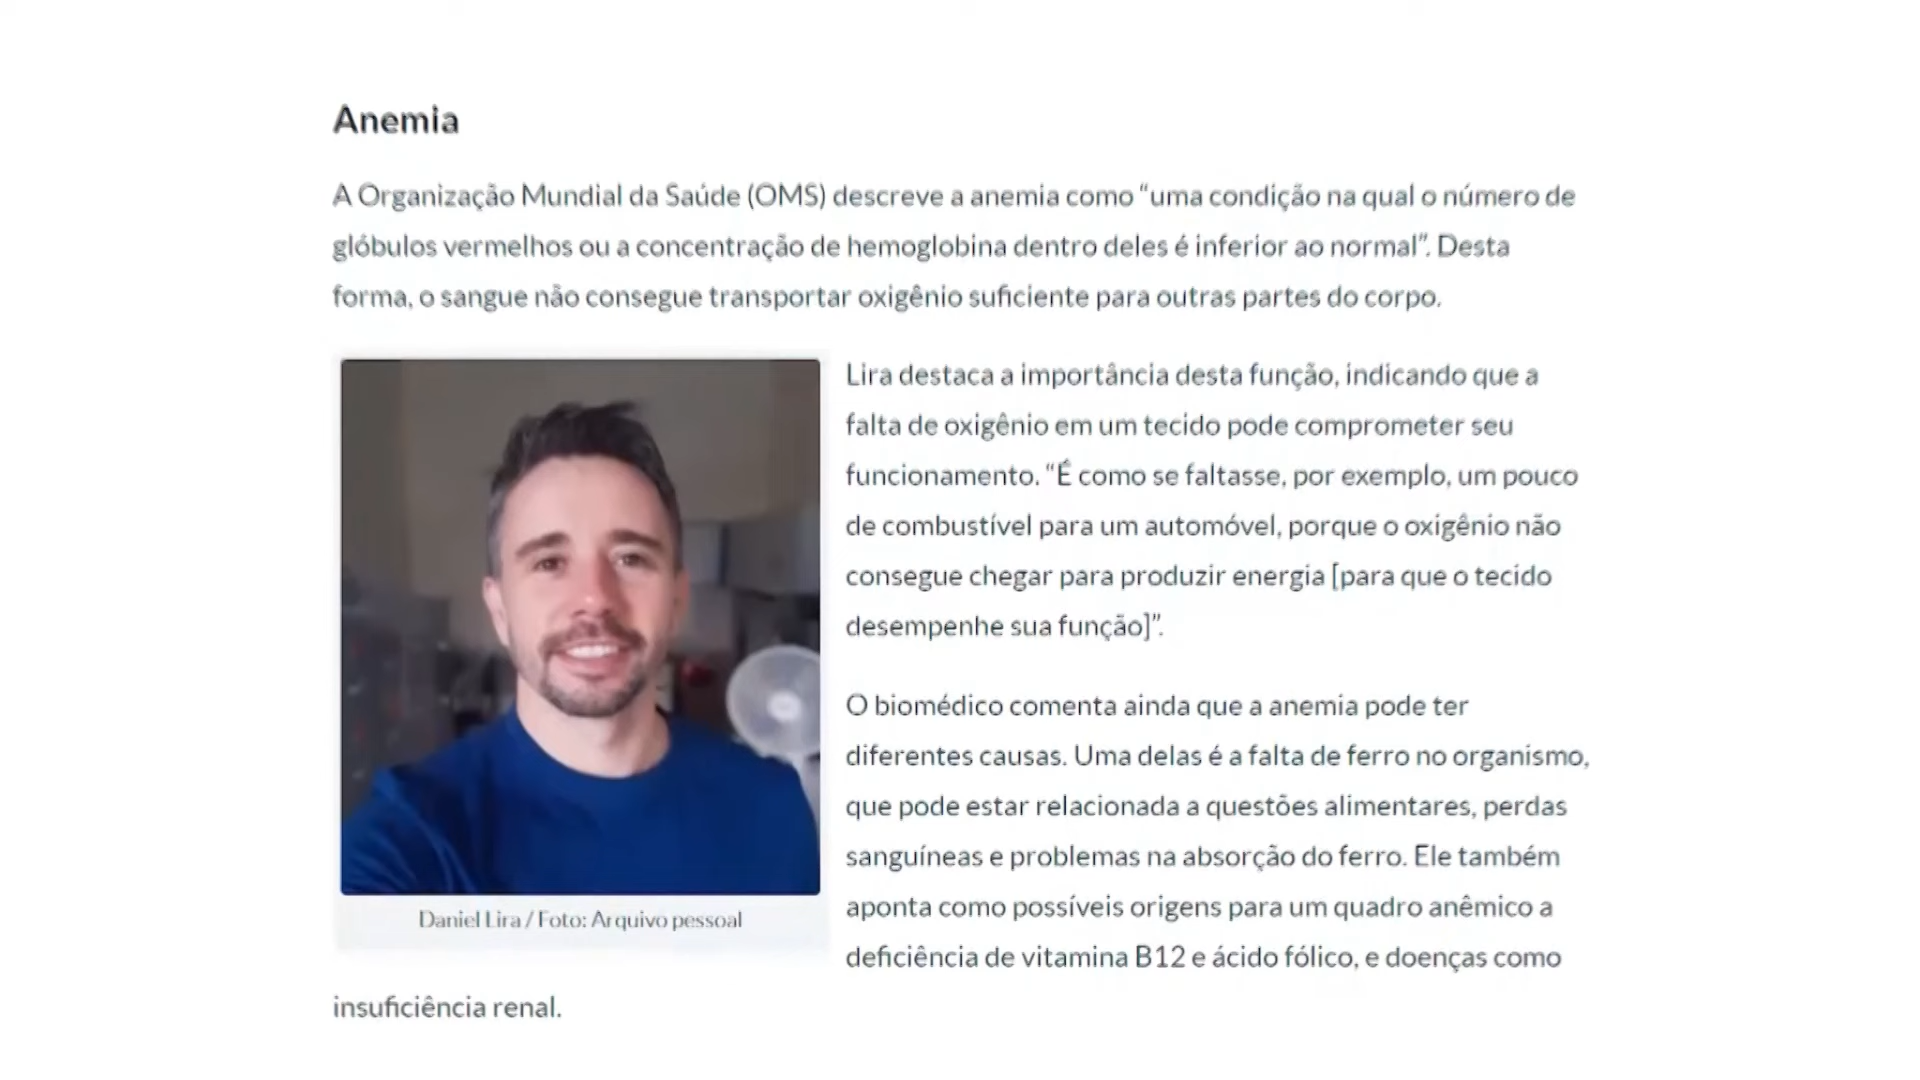 Anemia
A Organização Mundial da Saúde (OMS) descreve a anemia como “uma condição na qual o número de
glóbulos vermelhos ou a concentração de hemoglobina dentro deles é inferior ao normal”. Desta
forma, o sangue não consegue transportar oxigênio suficiente para outras partes do corpo.
Lira destaca a importância desta função, indicando que a
falta de oxigênio em um tecido pode comprometer seu
funcionamento. “É como se faltasse, por exemplo, um pouco
de combustível para um automóvel, porque o oxigênio não
consegue chegar para produzir energia [para que o tecido
desempenhe sua função]”.
Daniel Lira / Foto: Arquivo pessoal
O biomédico comenta ainda que a anemia pode ter
diferentes causas. Uma delas é a falta de ferro no organismo,
que pode estar relacionada a questões alimentares, perdas
sanguíneas e problemas na absorção do ferro. Ele também
aponta como possíveis origens para um quadro anêmico a
deficiência de vitamina B12 e ácido fólico, e doenças como
insuficiência renal.